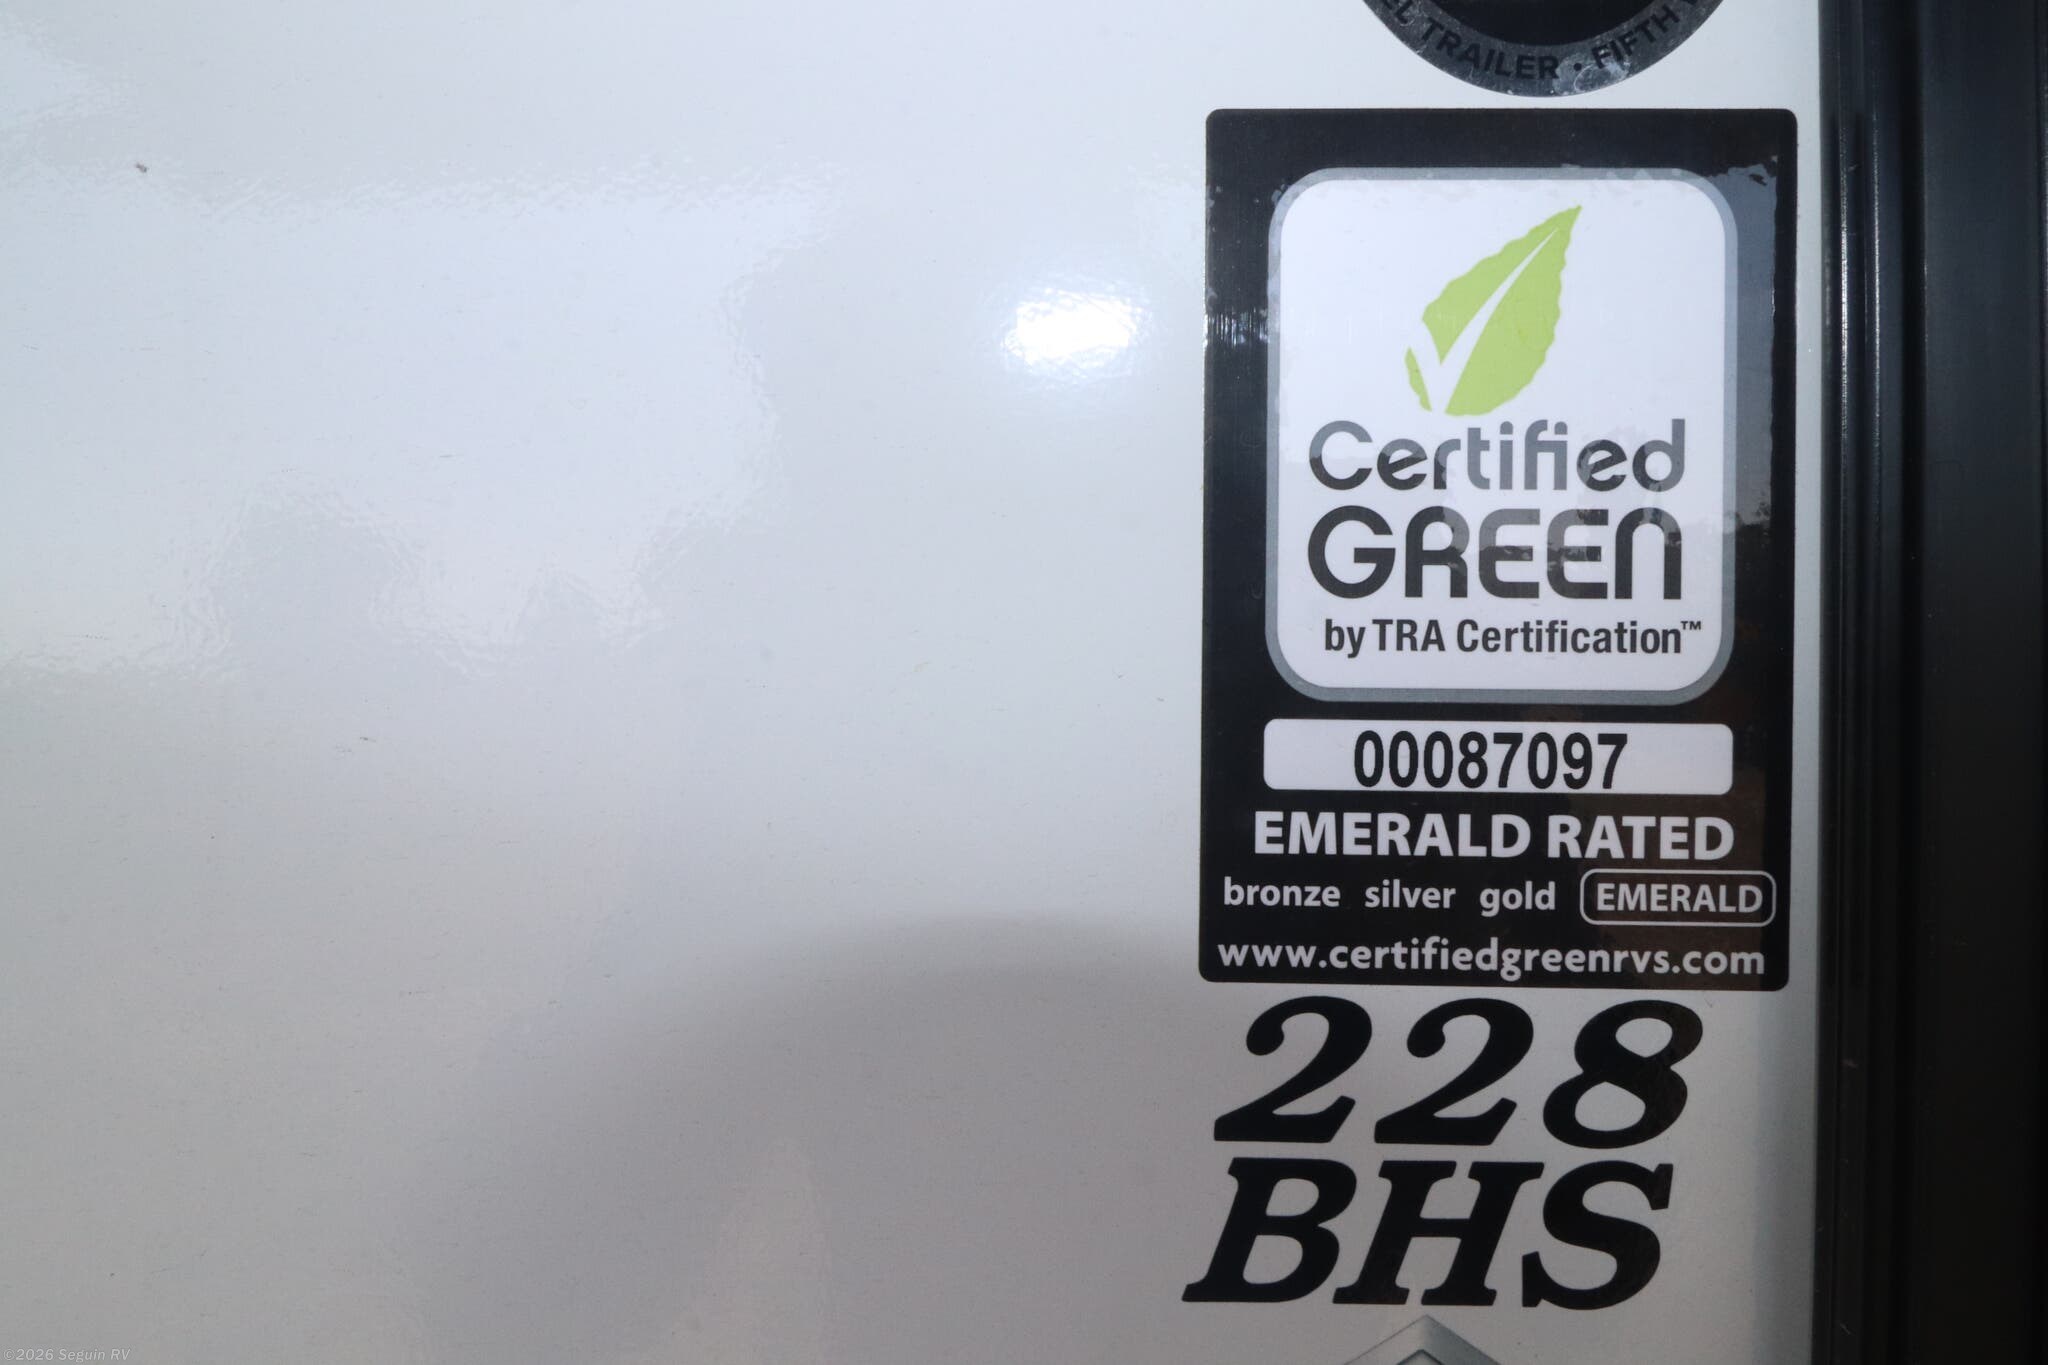 TRAILER • FIFTH
Certified
GREEN
by TRA Certification™
00087097
EMERALD RATED
bronze silver gold EMERALD
www.certifiedgreenrvs.com
228
BHS
©2026 Seguin RV